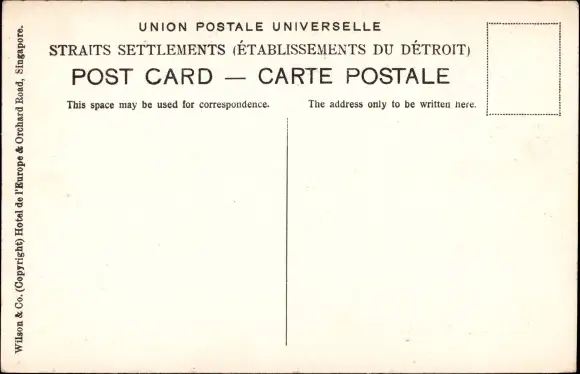 UNION POSTALE UNIVERSELLE
STRAITS SETTLEMENTS (ÉTABLISSEMENTS DU DÉTROIT)
POST CARD — CARTE POSTALE
This space may be used for correspondence.
The address only to be written here.
Wilson & Co. (Copyright) Hotel de l'Europe & Orchard Road, Singapore.